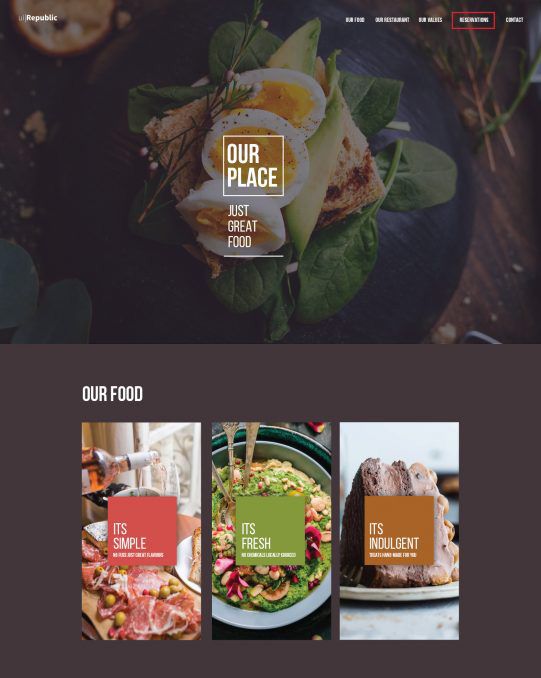 ui|Republic
OUR FOOD OUR RESTAURANT OUR VALUES RESERVATIONS CONTACT
OUR
PLACE
JUST
GREAT
FOOD
OUR FOOD
ITS
SIMPLE
NO FUSS JUST GREAT FLAVOURS
ITS
FRESH
NO CHEMICALS LOCALLY SOURCED
ITS
INDULGENT
TREATS HAND-MADE FOR YOU